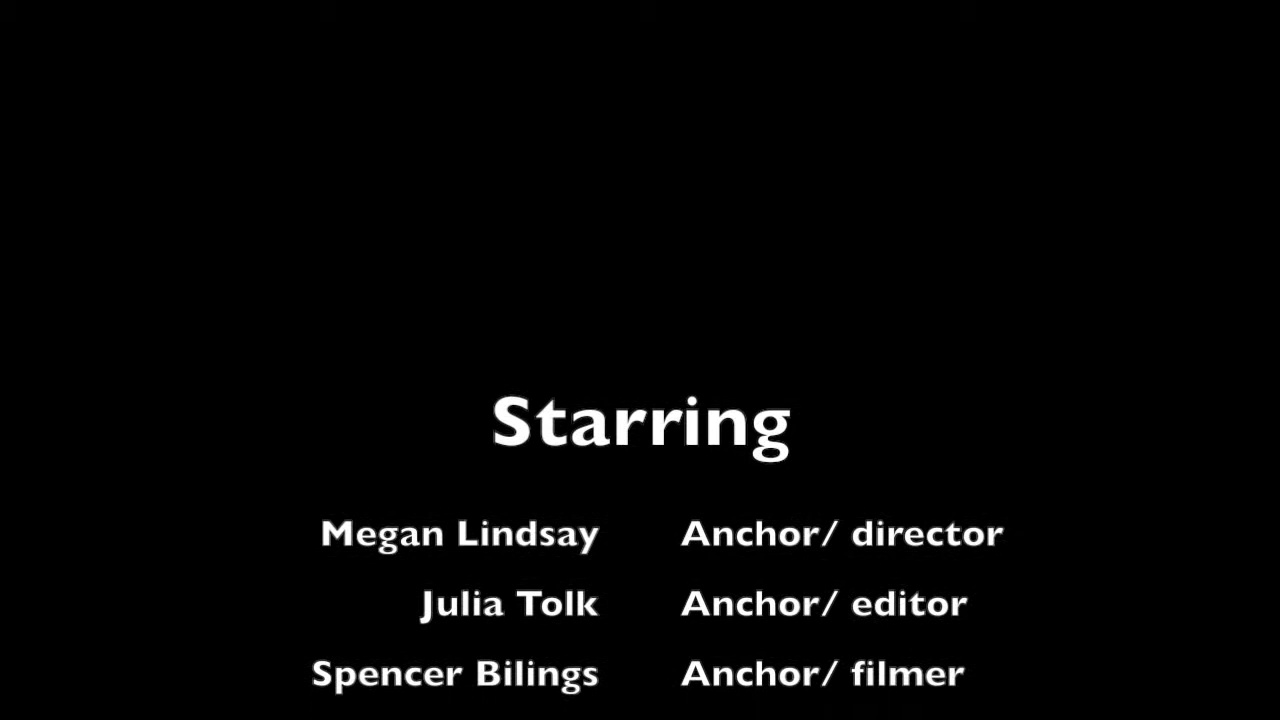 Starring
Megan Lindsay Anchor/ director
Julia Tolk Anchor/ editor
Spencer Bilings Anchor/ filmer